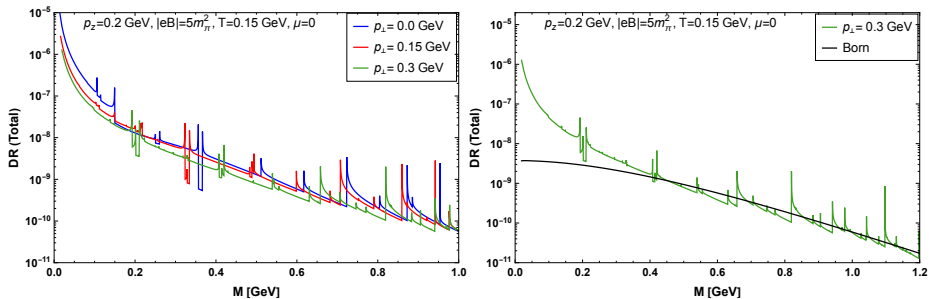 p_z=0.2 GeV, |eB|=5m_π^2, T=0.15 GeV, μ=0
p_⊥= 0.0 GeV
p_⊥= 0.15 GeV
p_⊥= 0.3 GeV
DR (Total)
10^-5
10^-6
10^-7
10^-8
10^-9
10^-10
10^-11
0.0 0.2 0.4 0.6 0.8 1.0
M [GeV]
p_z=0.2 GeV, |eB|=5m_π^2, T=0.15 GeV, μ=0
p_⊥= 0.3 GeV
Born
DR (Total)
10^-5
10^-6
10^-7
10^-8
10^-9
10^-10
10^-11
0.0 0.2 0.4 0.6 0.8 1.0 1.2
M [GeV]